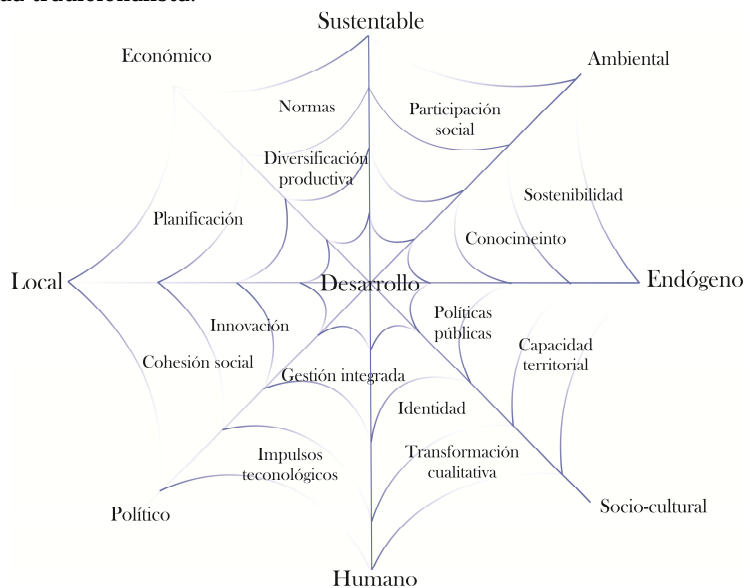 Sustentable
Económico
Ambiental
Normas
Participación
social
Diversificación
productiva
Sostenibilidad
Planificación
Conocimeinto
Local
Desarrollo
Endógeno
Políticas
públicas
Innovación
Capacidad
territorial
Cohesión social
Gestión integrada
Identidad
Impulsos
teconológicos
Transformación
cualitativa
Político
Socio-cultural
Humano